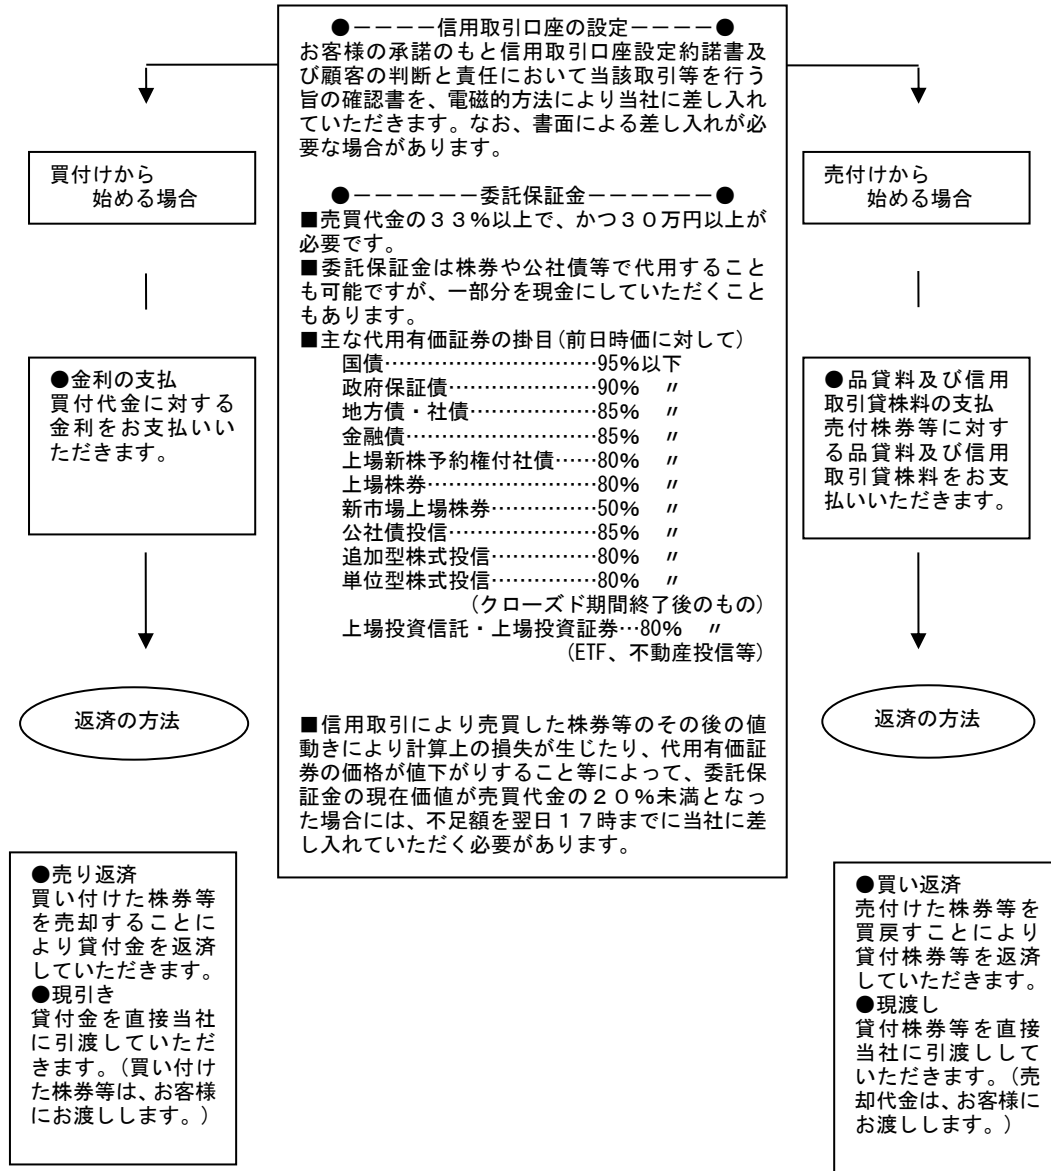 ●－－－－信用取引口座の設定－－－－●
お客様の承諾のもと信用取引口座設定約諾書及
び顧客の判断と責任において当該取引等を行う
旨の確認書を、電磁的方法により当社に差し入れ
ていただきます。なお、書面による差し入れが必
要な場合があります。
●－－－－－－委託保証金－－－－－－●
■売買代金の３３%以上で、かつ３０万円以上が
必要です。
■委託保証金は株券や公社債等で代用すること
も可能ですが、一部分を現金にしていただくこと
もあります。
■主な代用有価証券の掛目(前日時価に対して)
国債…………………………95%以下
政府保証債…………………90%　〃
地方債・社債………………85%　〃
金融債………………………85%　〃
上場新株予約権付社債……80%　〃
上場株券……………………80%　〃
新市場上場株券……………50%　〃
公社債投信…………………85%　〃
追加型株式投信……………80%　〃
単位型株式投信……………80%　〃
(クローズド期間終了後のもの)
上場投資信託・上場投資証券…80%　〃
(ETF、不動産投信等)
■信用取引により売買した株券等のその後の値
動きにより計算上の損失が生じたり、代用有価証
券の価格が値下がりすること等によって、委託保
証金の現在価値が売買代金の２０%未満となっ
た場合には、不足額を翌日１７時までに当社に差
し入れていただく必要があります。
買付けから
始める場合
●金利の支払
買付代金に対する
金利をお支払いい
ただきます。
返済の方法
●売り返済
買い付けた株券等
を売却することに
より貸付金を返済
していただきます。
●現引き
貸付金を直接当社
に引渡していただ
きます。(買い付け
た株券等は、お客様
にお渡しします。)
売付けから
始める場合
●品貸料及び信用
取引貸株料の支払
売付株券等に対す
る品貸料及び信用
取引貸株料をお支
払いいただきます。
返済の方法
●買い返済
売付けた株券等を
買戻すことにより
貸付株券等を返済
していただきます。
●現渡し
貸付株券等を直接
当社に引渡しして
いただきます。(売
却代金は、お客様に
お渡しします。)